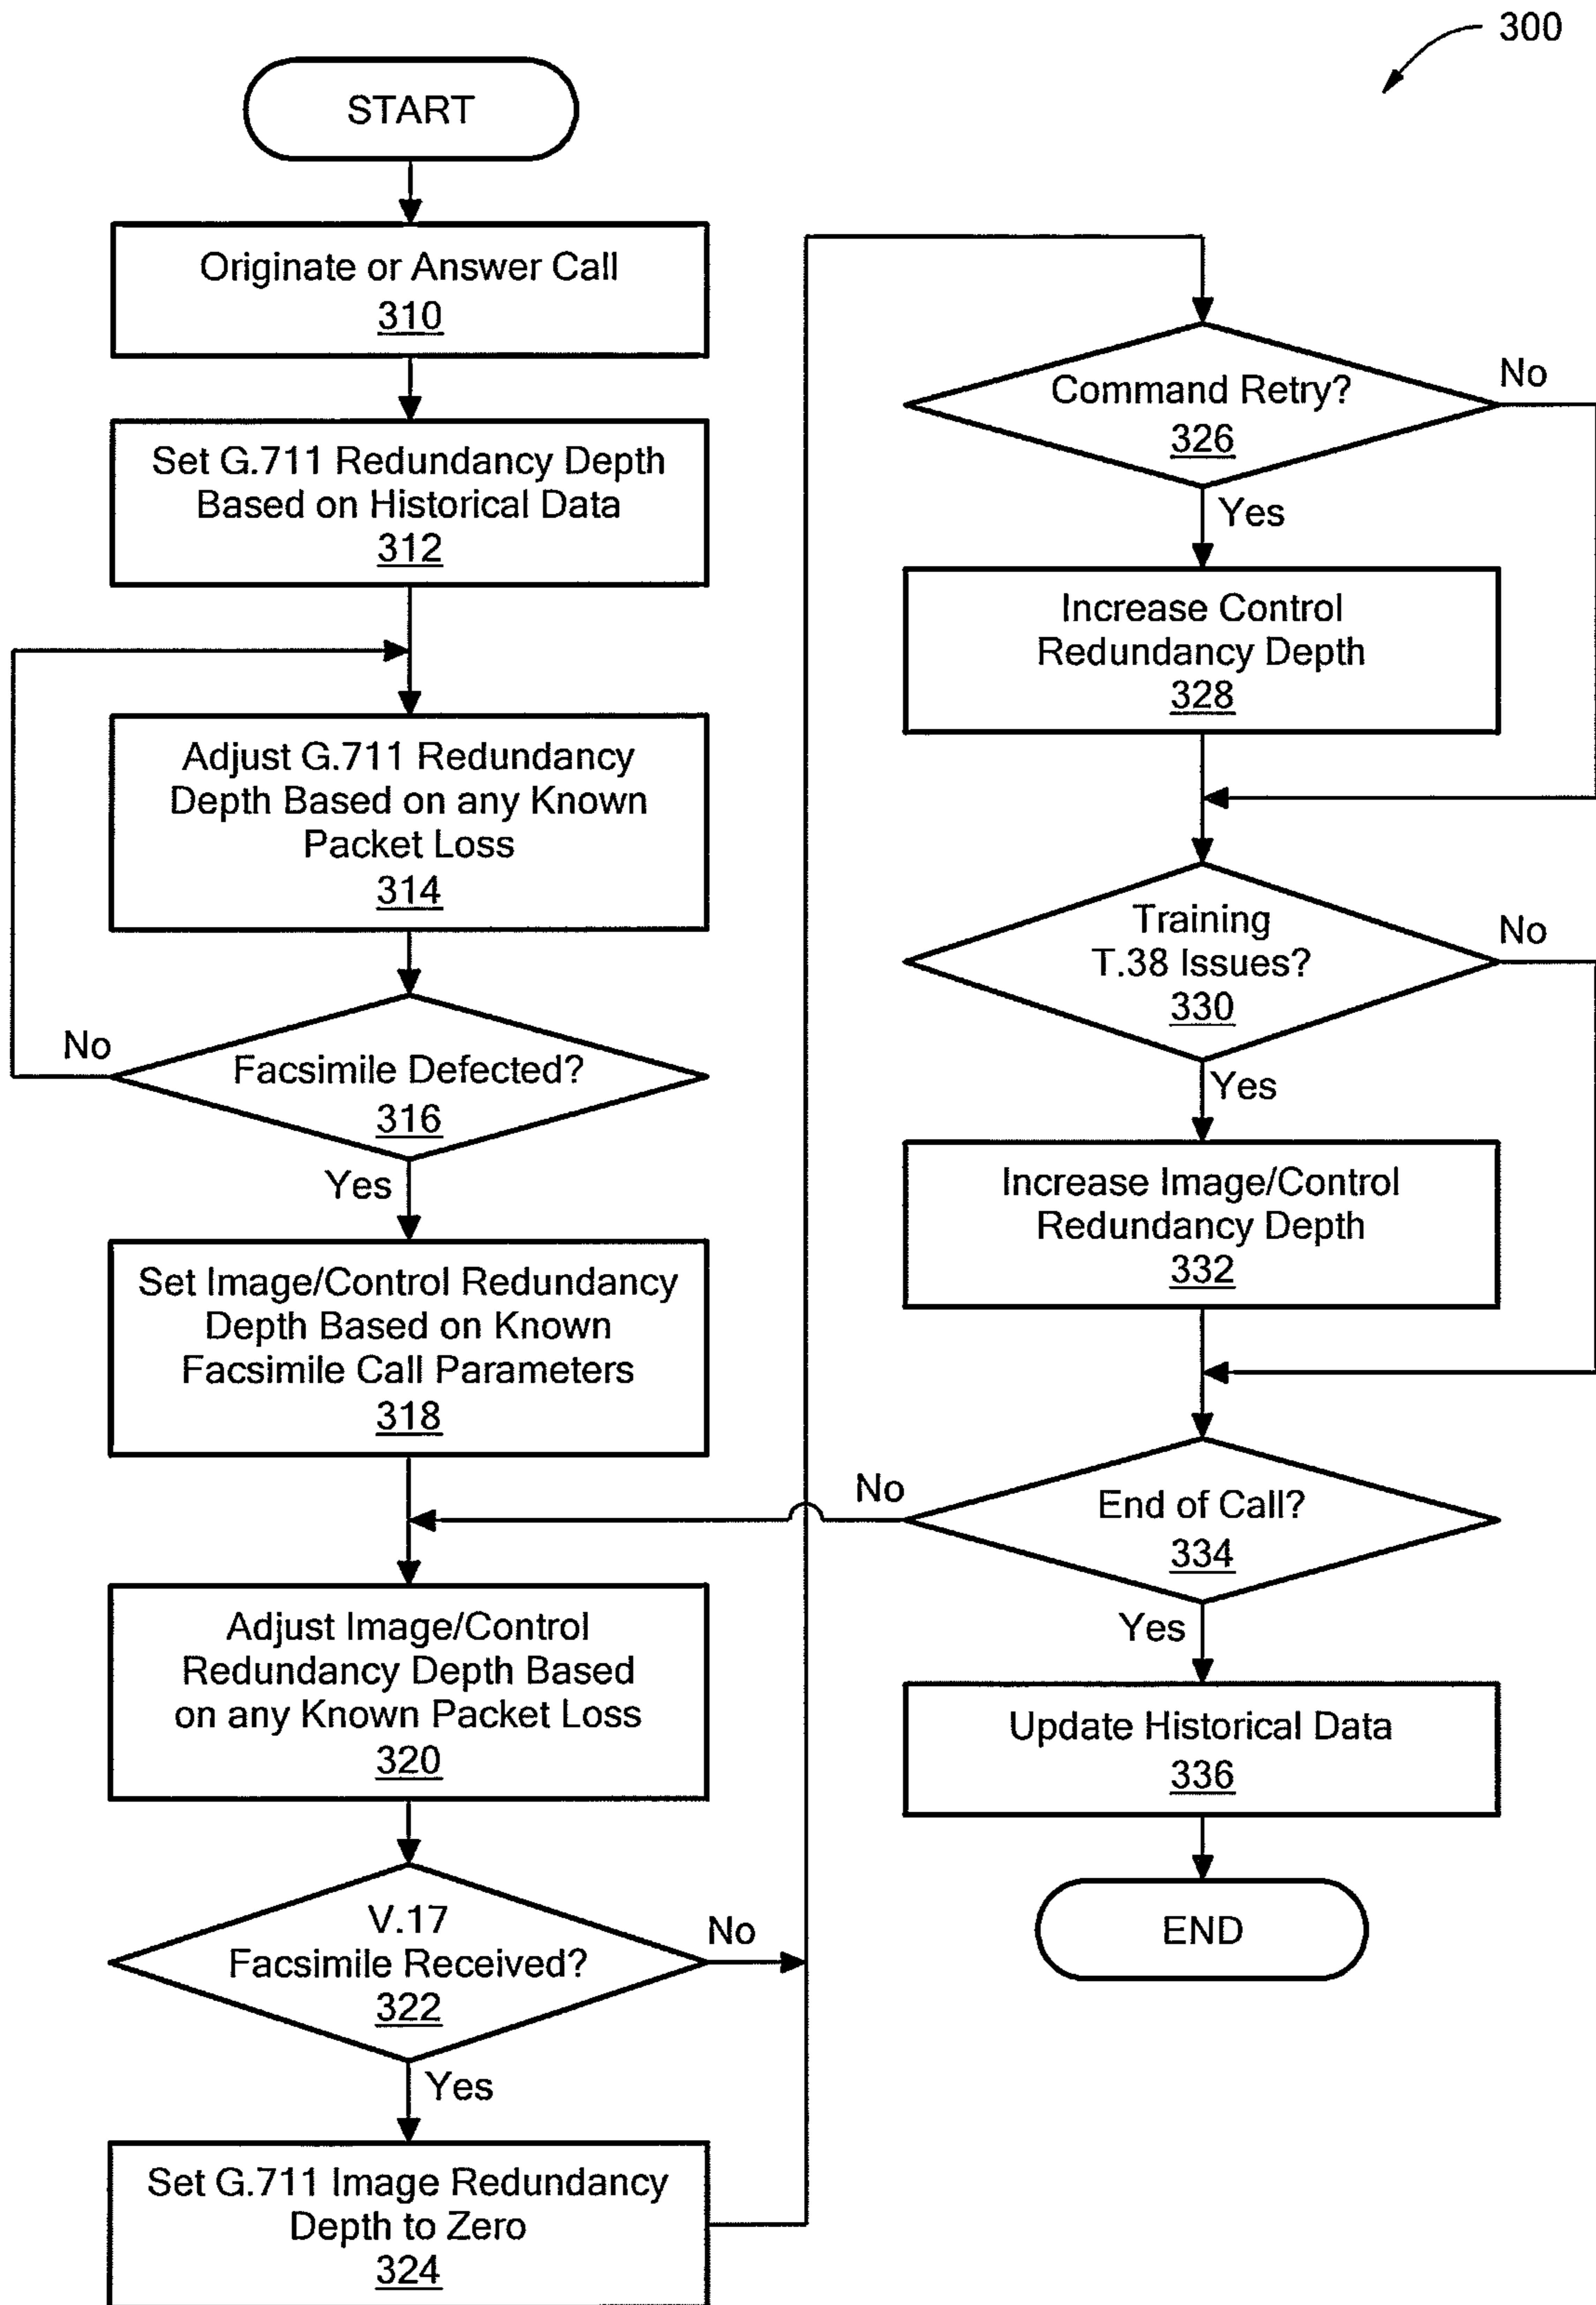 300
START
Originate or Answer Call
310
Set G.711 Redundancy Depth
Based on Historical Data
312
Adjust G.711 Redundancy
Depth Based on any Known
Packet Loss
314
No
Facsimile Defected?
316
Yes
Set Image/Control Redundancy
Depth Based on Known
Facsimile Call Parameters
318
Adjust Image/Control
Redundancy Depth Based
on any Known Packet Loss
320
V.17
Facsimile Received?
322
No
Yes
Set G.711 Image Redundancy
Depth to Zero
324
Command Retry?
326
No
Yes
Increase Control
Redundancy Depth
328
Training
T.38 Issues?
330
No
Yes
Increase Image/Control
Redundancy Depth
332
No
End of Call?
334
Yes
Update Historical Data
336
END